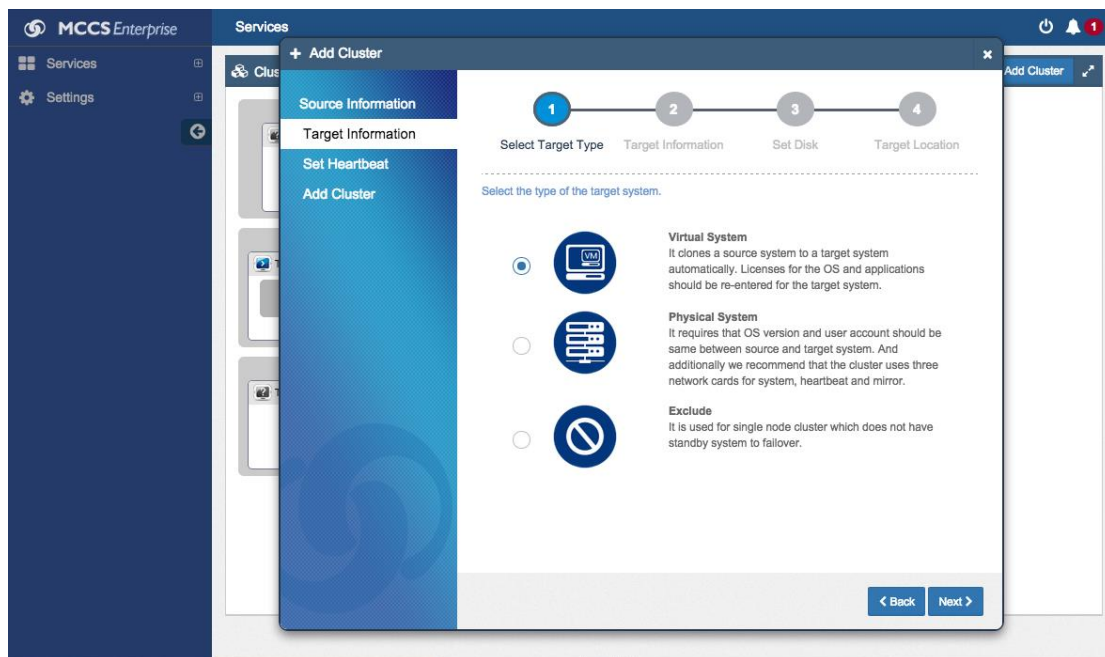 MCCS Enterprise
Services
1
Services
Settings
Clus
Add Cluster
Add Cluster
Source Information
Target Information
Set Heartbeat
Add Cluster
1
2
3
4
Select Target Type
Target Information
Set Disk
Target Location
Select the type of the target system.
VM
Virtual System
It clones a source system to a target system
automatically. Licenses for the OS and applications
should be re-entered for the target system.
Physical System
It requires that OS version and user account should be
same between source and target system. And
additionally we recommend that the cluster uses three
network cards for system, heartbeat and mirror.
Exclude
It is used for single node cluster which does not have
standby system to failover.
Back
Next